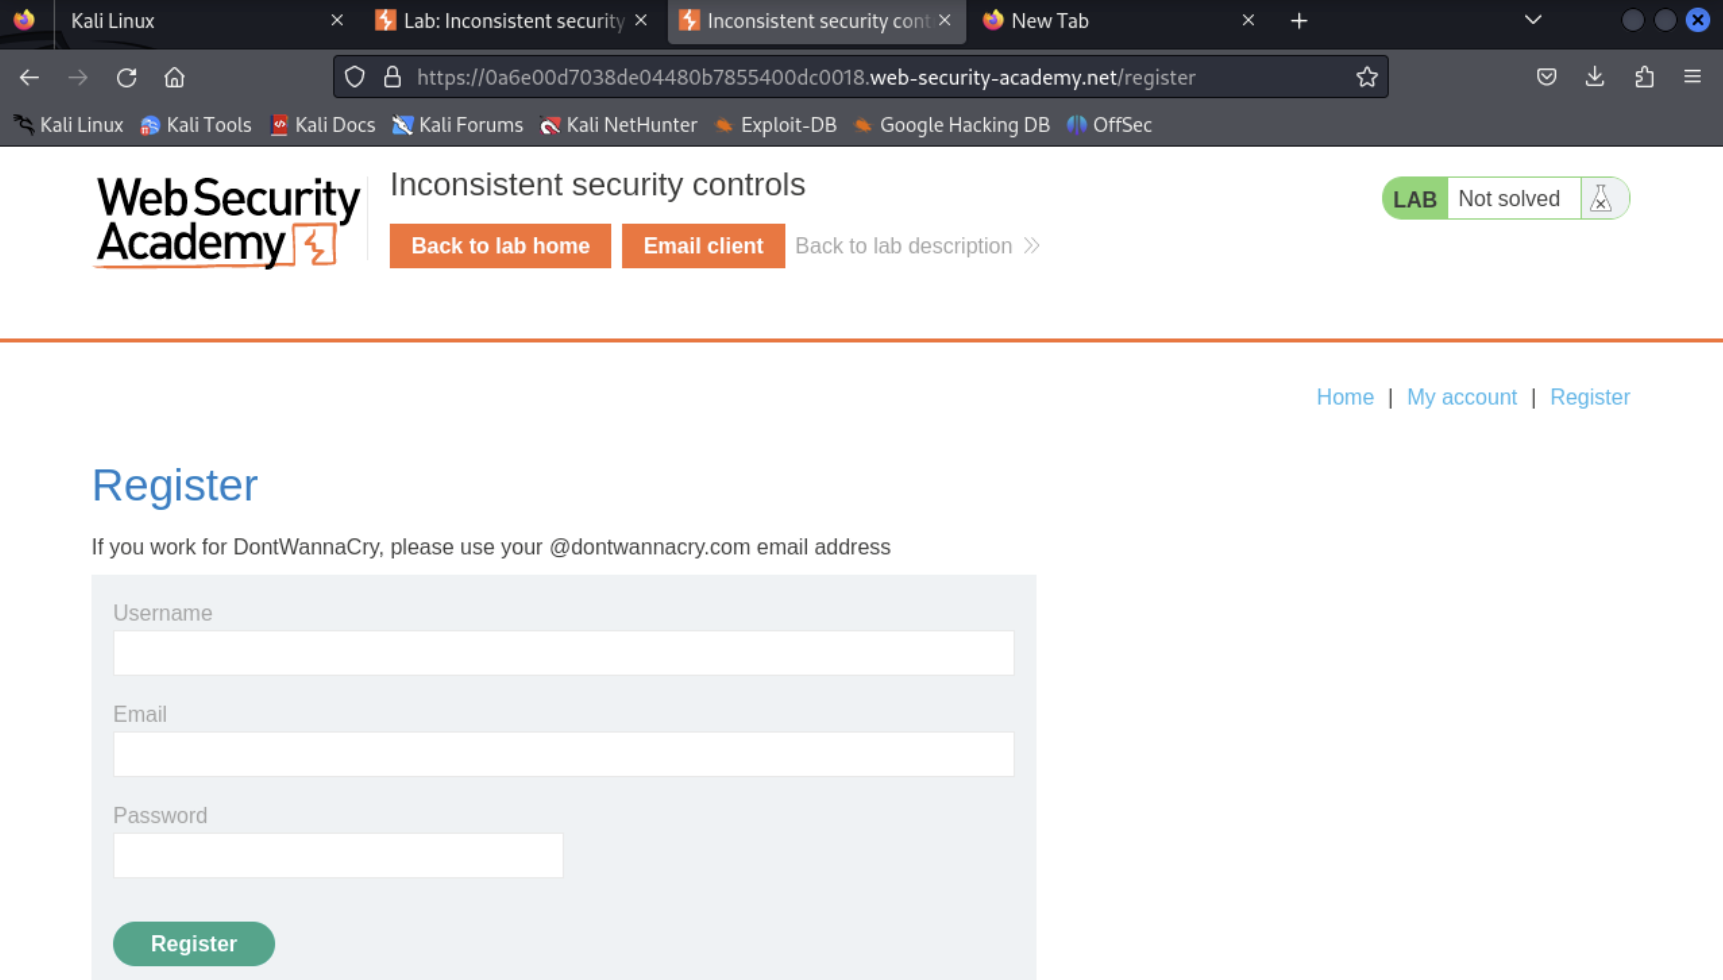 Kali Linux
Lab: Inconsistent security
Inconsistent security cont
New Tab
https://0a6e00d7038de04480b7855400dc0018.web-security-academy.net/register
Kali Linux Kali Tools Kali Docs Kali Forums Kali NetHunter Exploit-DB Google Hacking DB OffSec
Web Security
Academy
Inconsistent security controls
Back to lab home Email client Back to lab description
LAB Not solved
Home | My account | Register
Register
If you work for DontWannaCry, please use your @dontwannacry.com email address
Username
Email
Password
Register